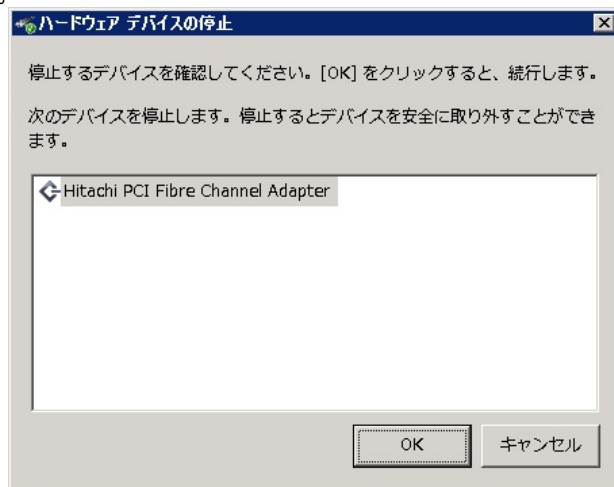 ハードウェア デバイスの停止
停止するデバイスを確認してください。[OK] をクリックすると、続行します。
次のデバイスを停止します。停止するとデバイスを安全に取り外すことができ
ます。
Hitachi PCI Fibre Channel Adapter
OK キャンセル